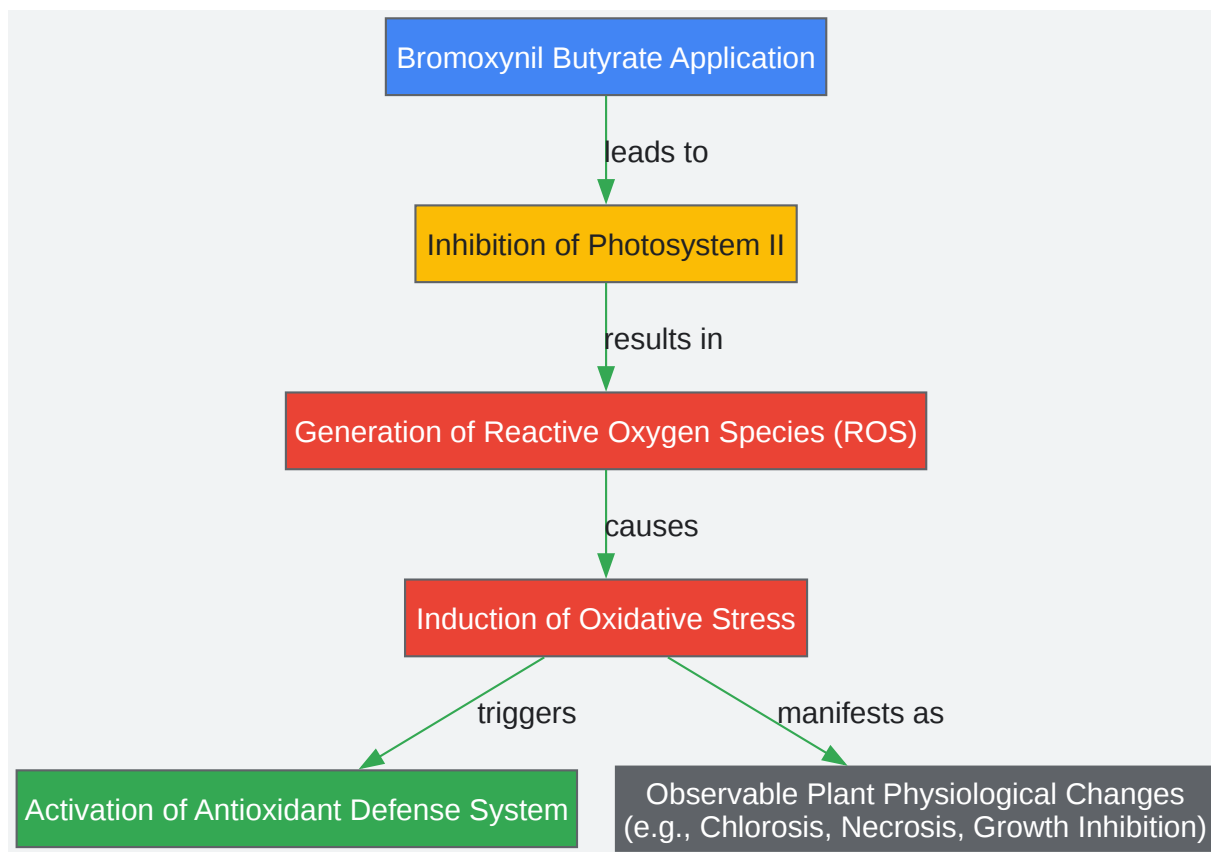 Bromoxynil Butyrate Application
leads to
Inhibition of Photosystem II
results in
Generation of Reactive Oxygen Species (ROS)
causes
Induction of Oxidative Stress
triggers
manifests as
Activation of Antioxidant Defense System
Observable Plant Physiological Changes
(e.g., Chlorosis, Necrosis, Growth Inhibition)